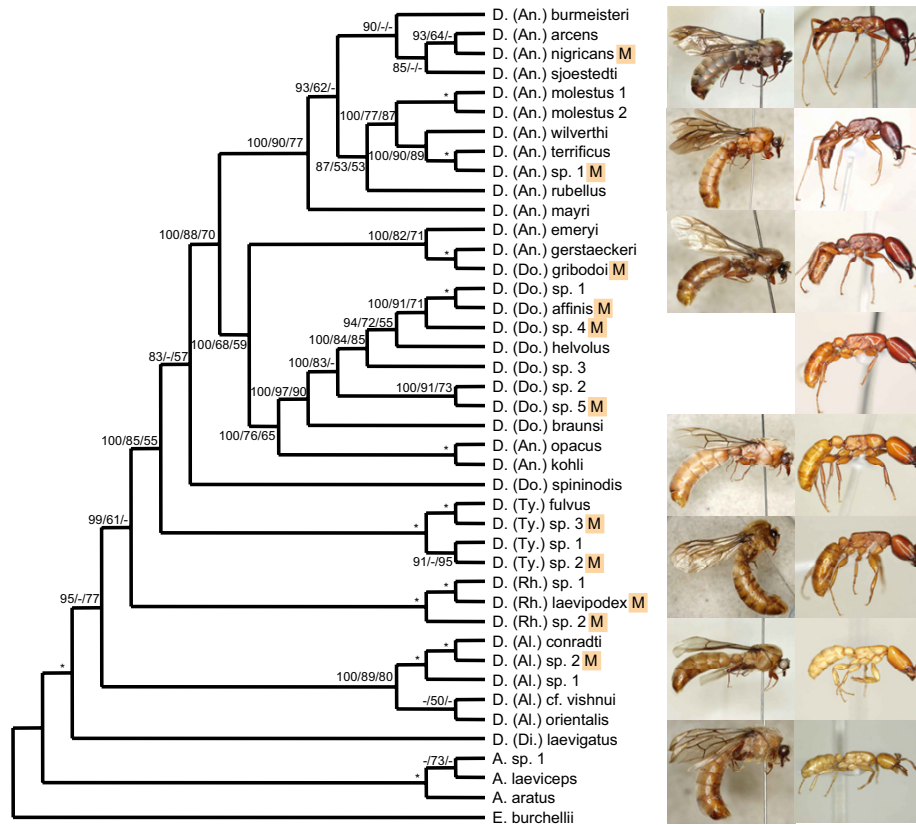 D. (An.) burmeisteri
90/-/-
D. (An.) arcens
93/64/-
D. (An.) nigricans M
85/-/-
D. (An.) sjoestedti
93/62/-
D. (An.) molestus 1
*
D. (An.) molestus 2
100/77/87
D. (An.) wilverthi
100/90/77
D. (An.) terrificus
100/90/89
*
87/53/53
D. (An.) sp. 1 M
D. (An.) rubellus
D. (An.) mayri
D. (An.) emeryi
100/88/70
100/82/71
D. (An.) gerstaeckeri
*
D. (Do.) gribodoi M
D. (Do.) sp. 1
*
D. (Do.) affinis M
100/91/71
D. (Do.) sp. 4 M
94/72/55
D. (Do.) helvolus
100/84/85
100/68/59
83/-/57
100/83/-
D. (Do.) sp. 3
D. (Do.) sp. 2
100/97/90
100/91/73
D. (Do.) sp. 5 M
D. (Do.) braunsi
100/76/65
100/85/55
D. (An.) opacus
*
D. (An.) kohli
D. (Do.) spininodis
D. (Ty.) fulvus
*
D. (Ty.) sp. 3 M
99/61/-
*
D. (Ty.) sp. 1
91/-/95
D. (Ty.) sp. 2 M
D. (Rh.) sp. 1
*
*
D. (Rh.) laevipodex M
95/-/77
D. (Rh.) sp. 2 M
D. (Al.) conradti
*
D. (Al.) sp. 2 M
*
*
100/89/80
D. (Al.) sp. 1
D. (Al.) cf. vishnui
-/50/-
D. (Al.) orientalis
D. (Di.) laevigatus
A. sp. 1
-/73/-
A. laeviceps
*
A. aratus
E. burchellii